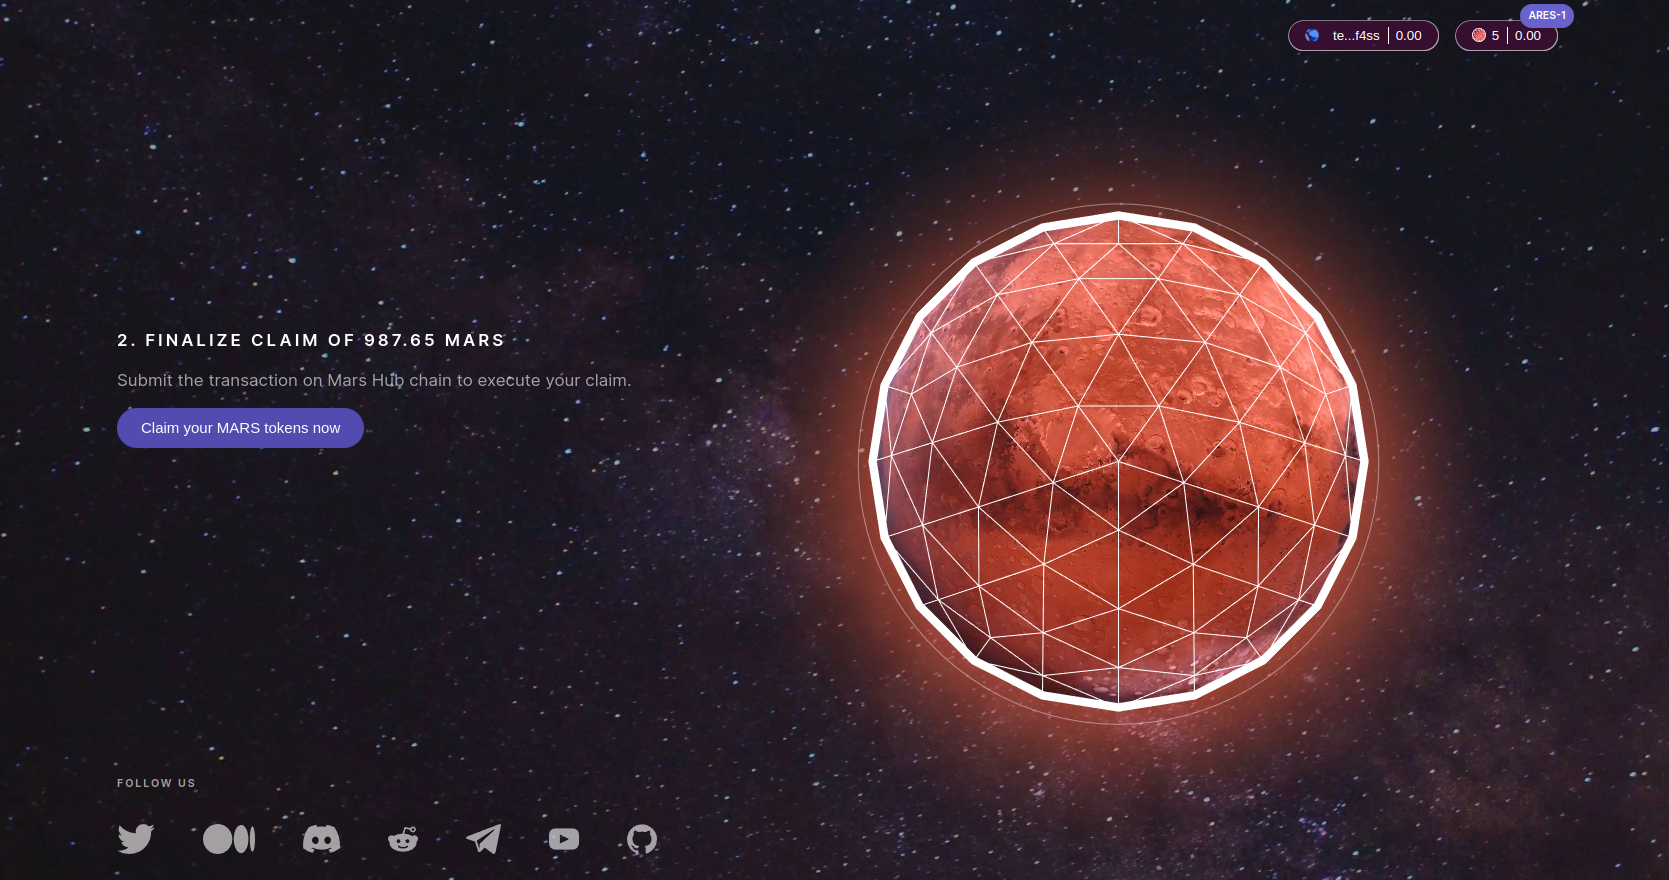 ARES-1
te...f4ss 0.00 5 0.00
2. FINALIZE CLAIM OF 987.65 MARS
Submit the transaction on Mars Hub chain to execute your claim.
Claim your MARS tokens now
FOLLOW US